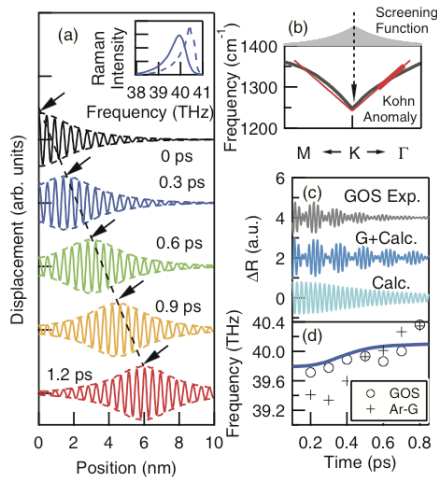 (a)
Raman
Intensity
38 39 40 41
Frequency (THz)
0 ps
0.3 ps
0.6 ps
0.9 ps
1.2 ps
Displacement (arb. units)
0 2 4 6 8 10
Position (nm)
(b)
Screening
Function
Frequency (cm-1)
1400
1300
1200
Kohn
Anomaly
M ← K → Γ
(c)
GOS Exp.
G+Calc.
Calc.
ΔR (a.u.)
4
2
0
(d)
Frequency (THz)
40.4
40.0
39.6
39.2
GOS
Ar-G
0.2 0.4 0.6 0.8
Time (ps)